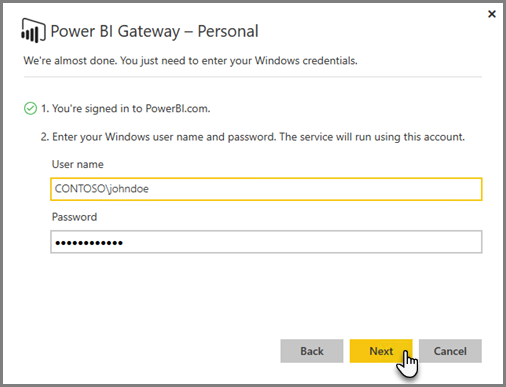 Power BI Gateway – Personal
We're almost done. You just need to enter your Windows credentials.
1. You're signed in to PowerBI.com.
2. Enter your Windows user name and password. The service will run using this account.
User name
CONTOSO\johndoe
Password
••••••••••••
Back
Next
Cancel